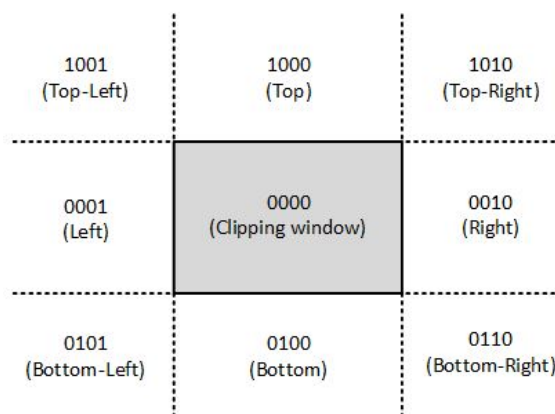 1001 1000 1010
(Top-Left) (Top) (Top-Right)
0001 0000 0010
(Left) (Clipping window) (Right)
0101 0100 0110
(Bottom-Left) (Bottom) (Bottom-Right)